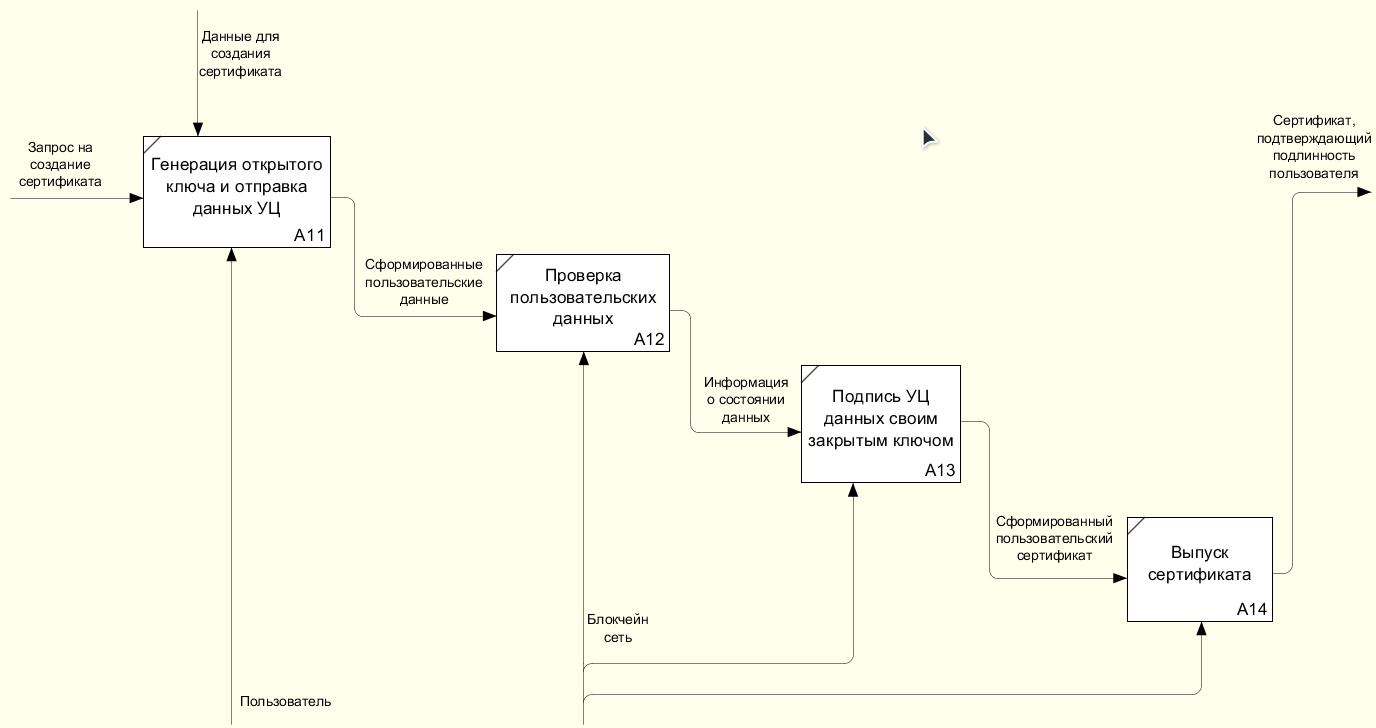 Данные для
создания
сертификата
Запрос на
создание
сертификата
Генерация открытого
ключа и отправка
данных УЦ
A11
Сертификат,
подтверждающий
подлинность
пользователя
Сформированные
пользовательские
данные
Проверка
пользовательских
данных
A12
Информация
о состоянии
данных
Подпись УЦ
данных своим
закрытым ключом
A13
Сформированный
пользовательский
сертификат
Выпуск
сертификата
A14
Блокчейн
сеть
Пользователь